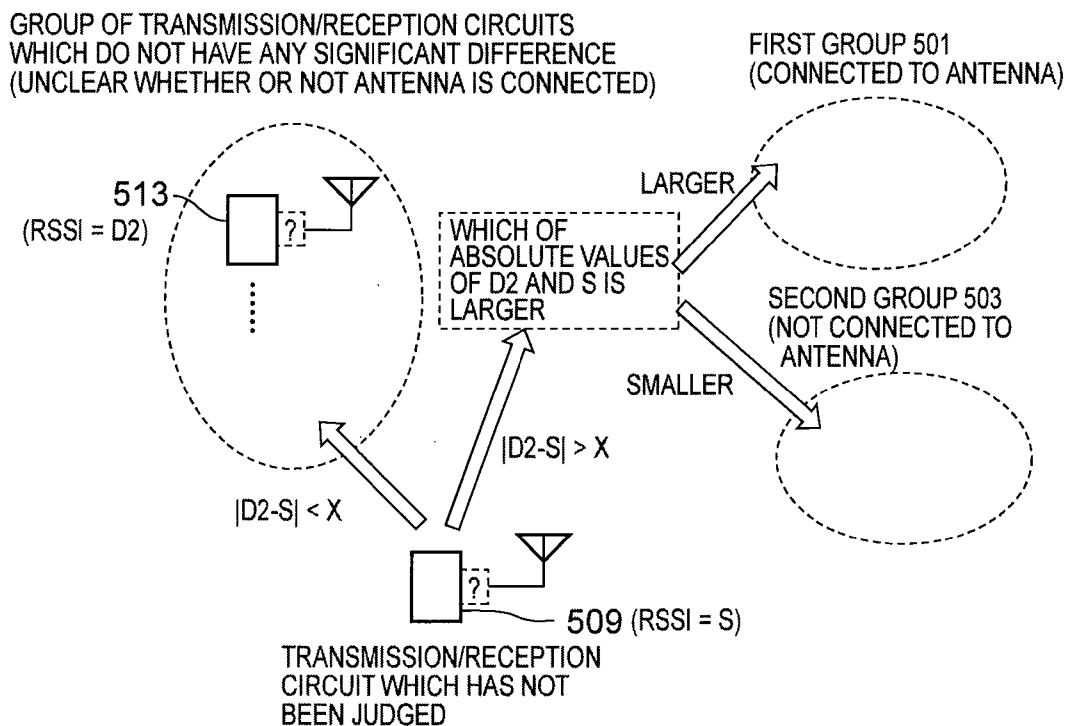 GROUP OF TRANSMISSION/RECEPTION CIRCUITS
WHICH DO NOT HAVE ANY SIGNIFICANT DIFFERENCE
(UNCLEAR WHETHER OR NOT ANTENNA IS CONNECTED)
FIRST GROUP 501
(CONNECTED TO ANTENNA)
513
(RSSI = D2)
?
LARGER
WHICH OF
ABSOLUTE VALUES
OF D2 AND S IS
LARGER
SECOND GROUP 503
(NOT CONNECTED TO
ANTENNA)
SMALLER
|D2-S| > X
|D2-S| < X
?
509 (RSSI = S)
TRANSMISSION/RECEPTION
CIRCUIT WHICH HAS NOT
BEEN JUDGED